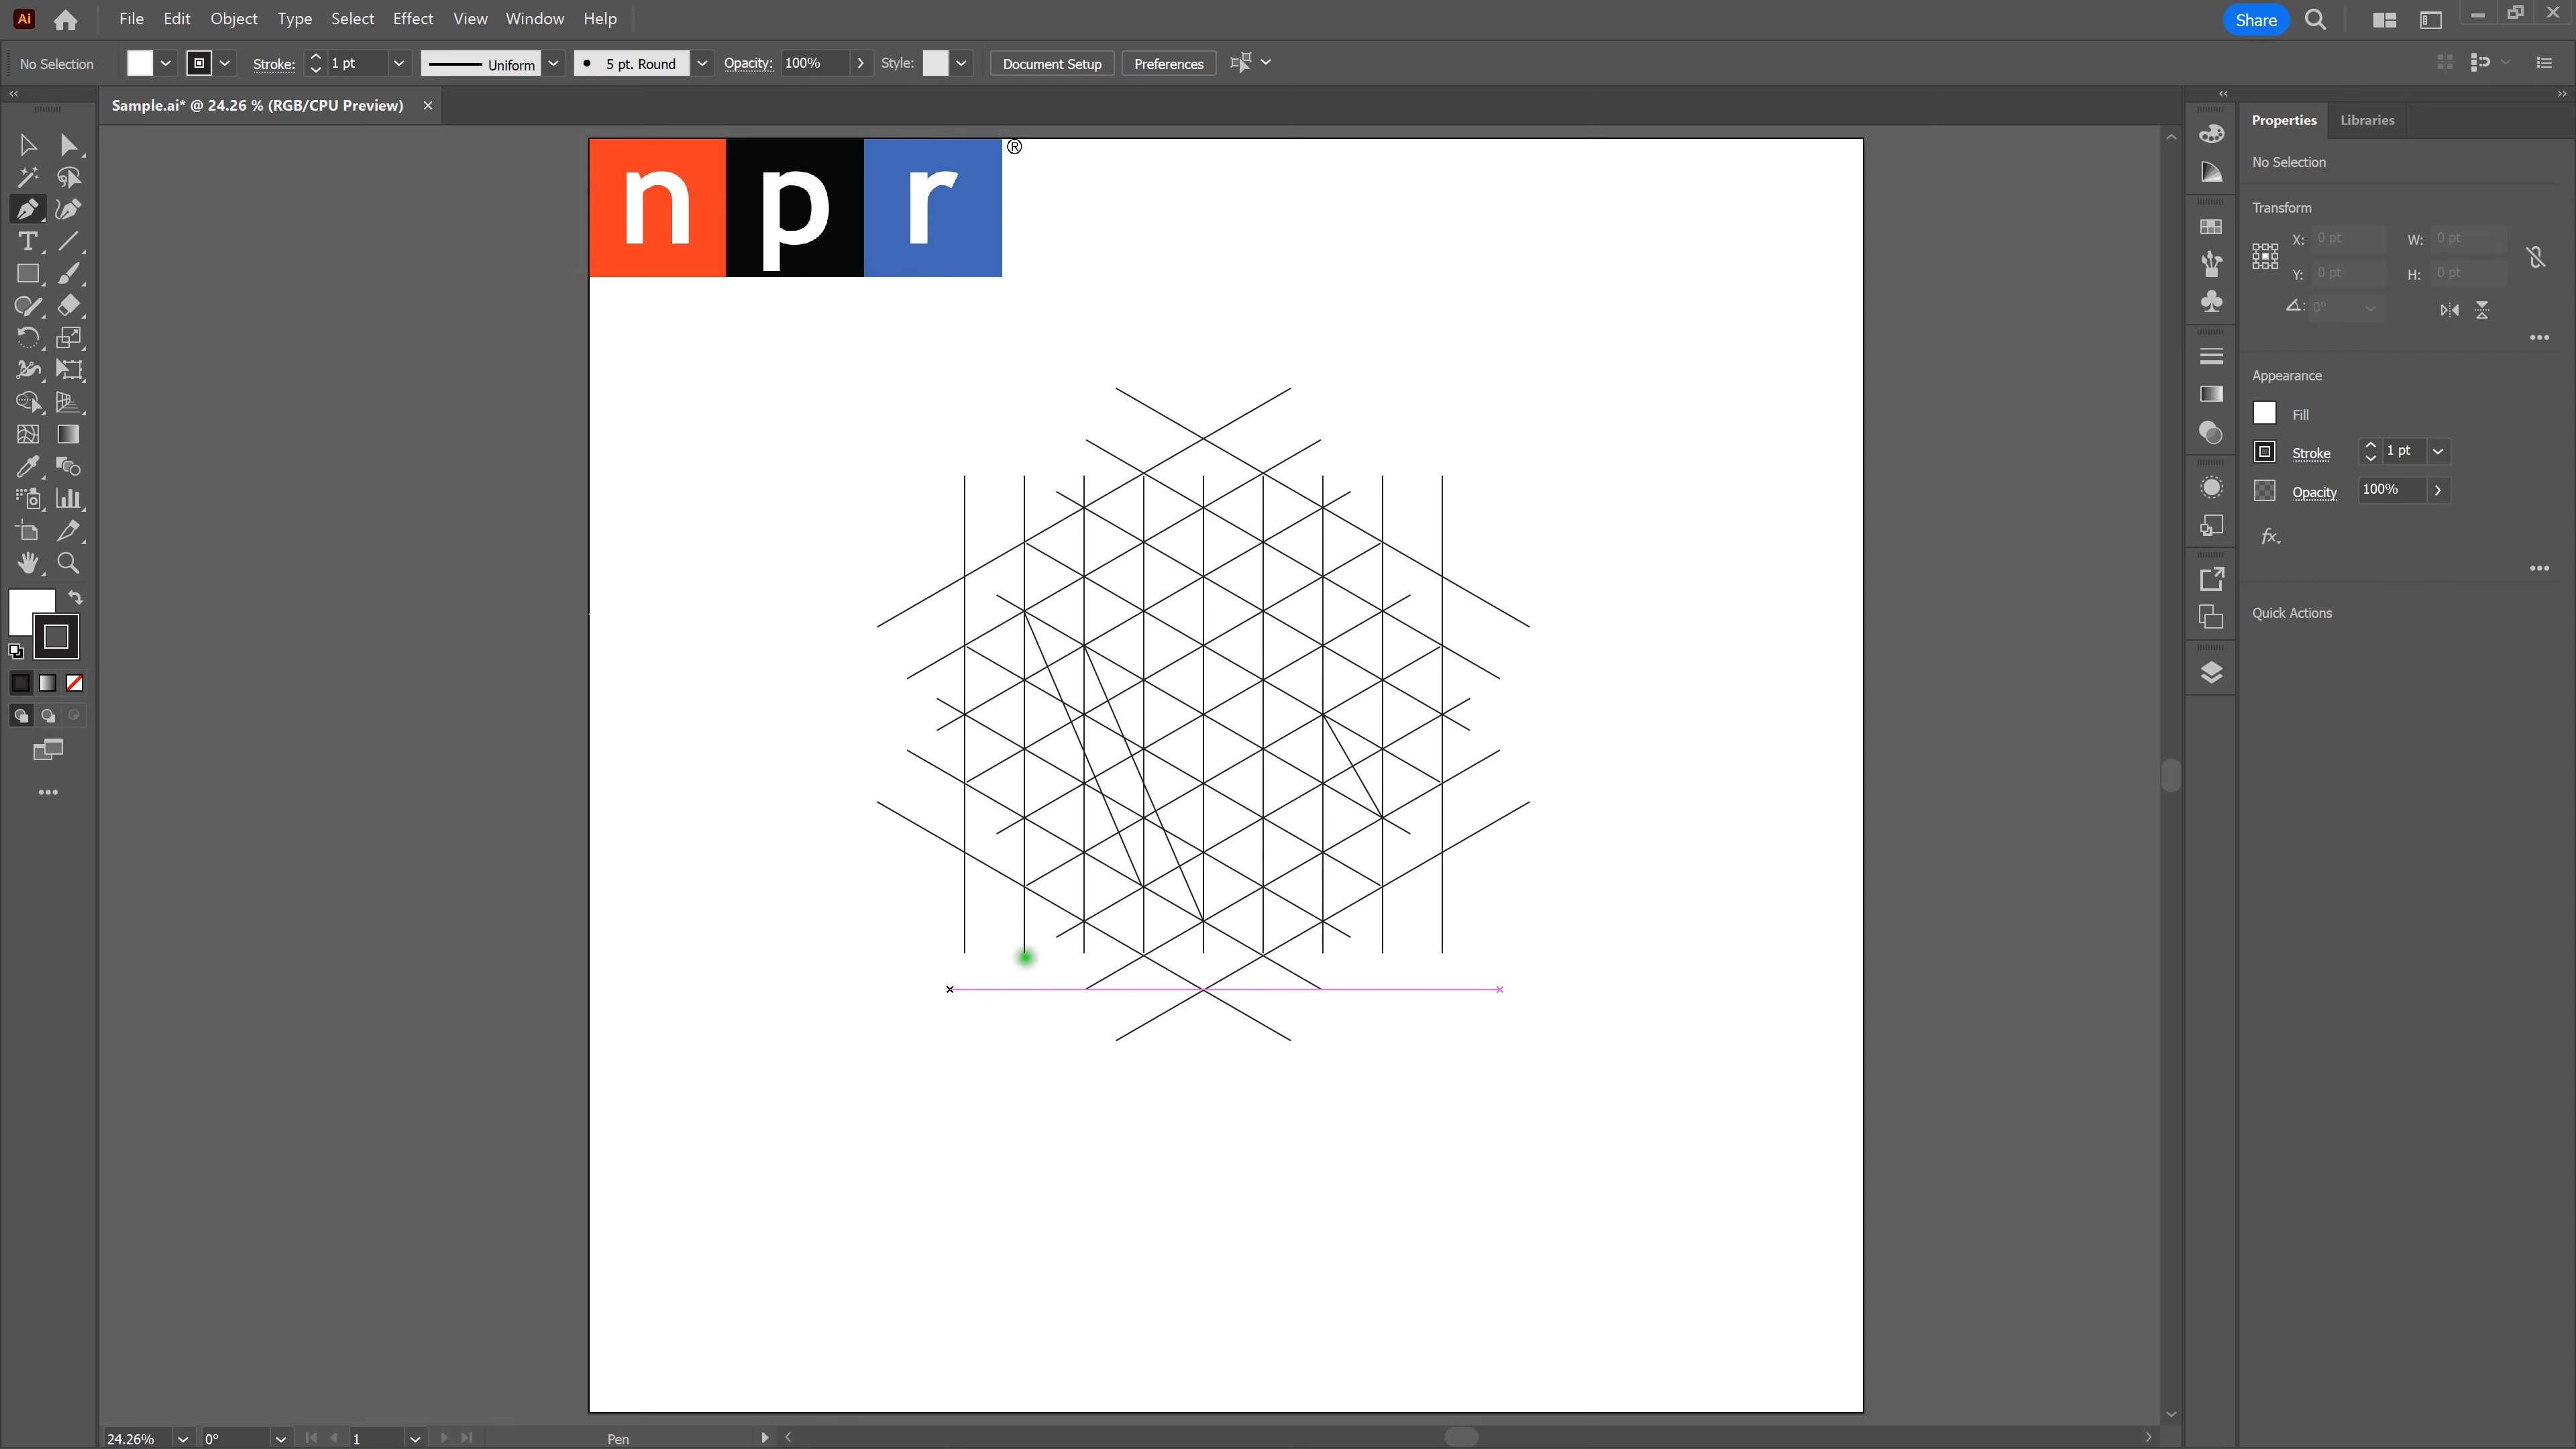 Ai File Edit Object Type Select Effect View Window Help Share
No Selection Stroke: 1 pt Uniform 5 pt. Round Opacity: 100% Style: Document Setup Preferences
Sample.ai* @ 24.26 % (RGB/CPU Preview) ×
Properties Libraries
n p r ®
No Selection
Transform
X: 0 pt W: 0 pt
Y: 0 pt H: 0 pt
0°
Appearance
Fill
Stroke 1 pt
Opacity 100%
fx.
Quick Actions
24.26% 0° 1 Pen